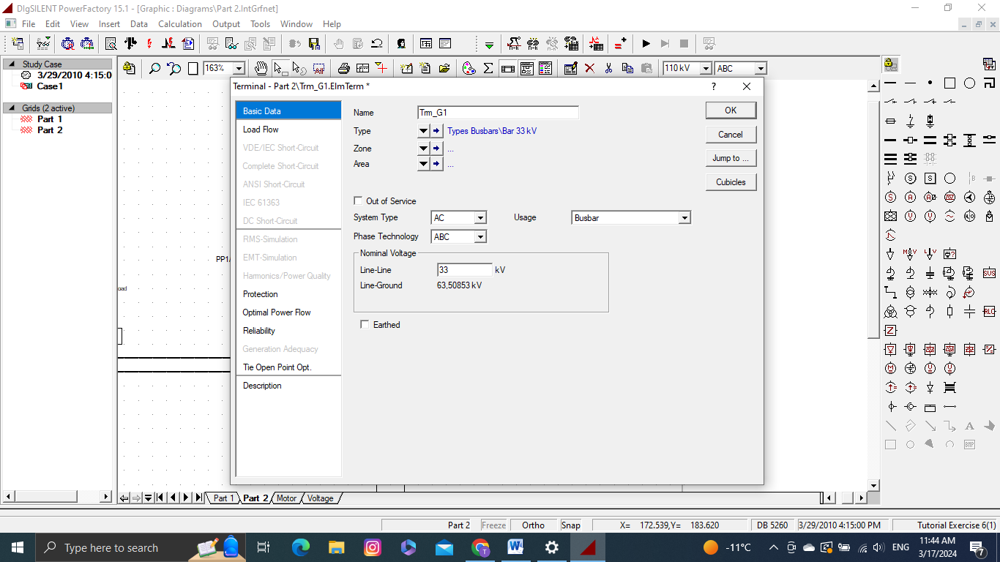 DIgSILENT PowerFactory 15.1 - [Graphic : Diagrams\Part 2.IntGrfnet]
File Edit View Insert Data Calculation Output Tools Window Help
Study Case
3/29/2010 4:15:0
Case1
Grids (2 active)
Part 1
Part 2
163%
110 kV
ABC
Terminal - Part 2\Trm_G1.ElmTerm *
?
Basic Data
Load Flow
VDE/IEC Short-Circuit
Complete Short-Circuit
ANSI Short-Circuit
IEC 61363
DC Short-Circuit
RMS-Simulation
EMT-Simulation
Harmonics/Power Quality
Protection
Optimal Power Flow
Reliability
Generation Adequacy
Tie Open Point Opt.
Description
Name Trm_G1
Type Types Busbars\Bar 33 kV
Zone ...
Area ...
Out of Service
System Type AC Usage Busbar
Phase Technology ABC
Nominal Voltage
Line-Line 33 kV
Line-Ground 63,50853 kV
Earthed
OK
Cancel
Jump to ...
Cubicles
PP1/
oad
SVS
RLC
BMP
Part 1 Part 2 Motor Voltage
Part 2 Freeze Ortho Snap X= 172.539,Y= 183.620 DB 5260 3/29/2010 4:15:00 PM Tutorial Exercise 6(1)
Type here to search
-11°C
ENG
11:44 AM
3/17/2024
7